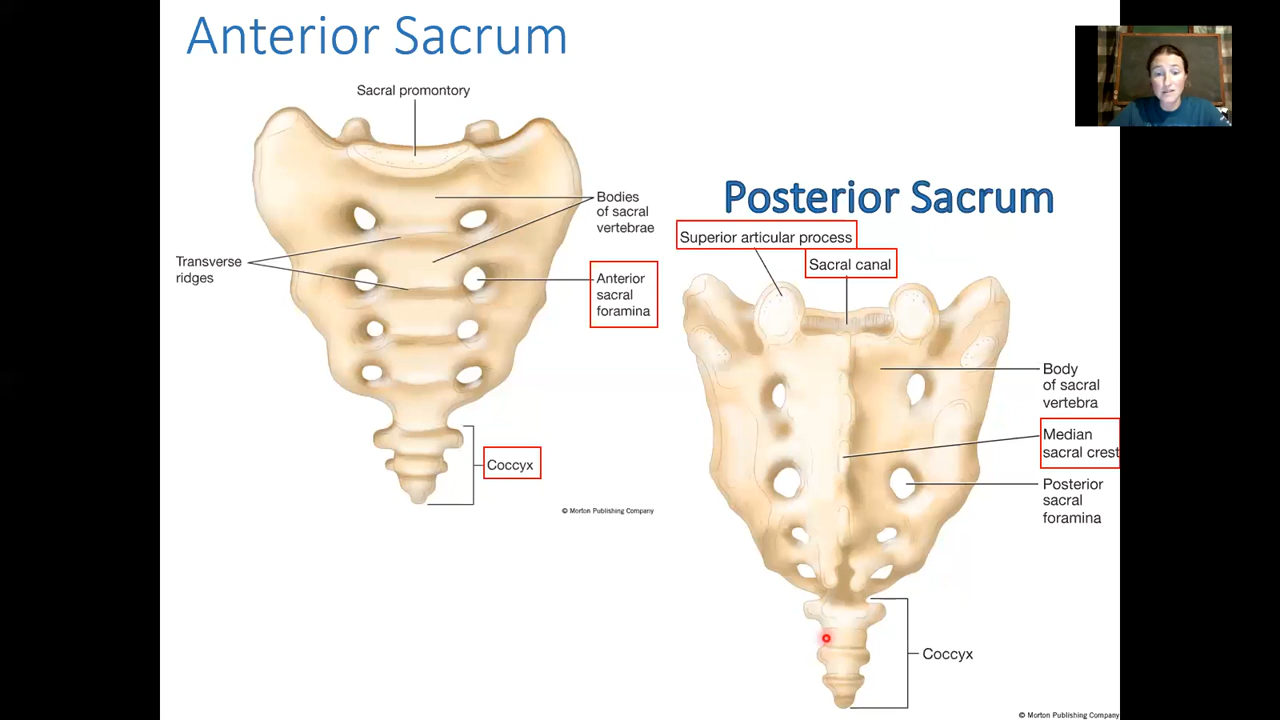 Anterior Sacrum
Sacral promontory
Bodies
of sacral
vertebrae
Transverse
ridges
Anterior
sacral
foramina
Coccyx
© Morton Publishing Company
Posterior Sacrum
Superior articular process
Sacral canal
Body
of sacral
vertebra
Median
sacral crest
Posterior
sacral
foramina
Coccyx
© Morton Publishing Company